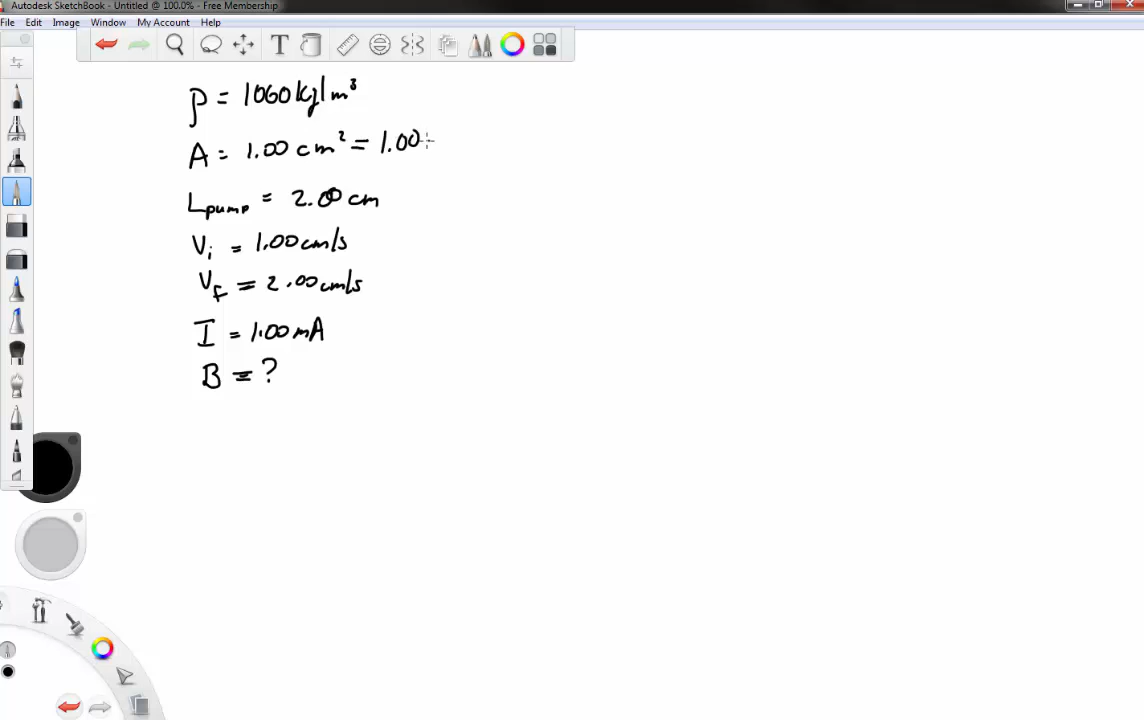 Autodesk SketchBook - Untitled @ 100.0% - Free Membership
File Edit Image Window My Account Help
ρ = 1060 kg/m³
A = 1.00 cm² = 1.00
Lpump = 2.00 cm
Vi = 1.00 cm/s
Vf = 2.00 cm/s
I = 1.00 mA
B = ?